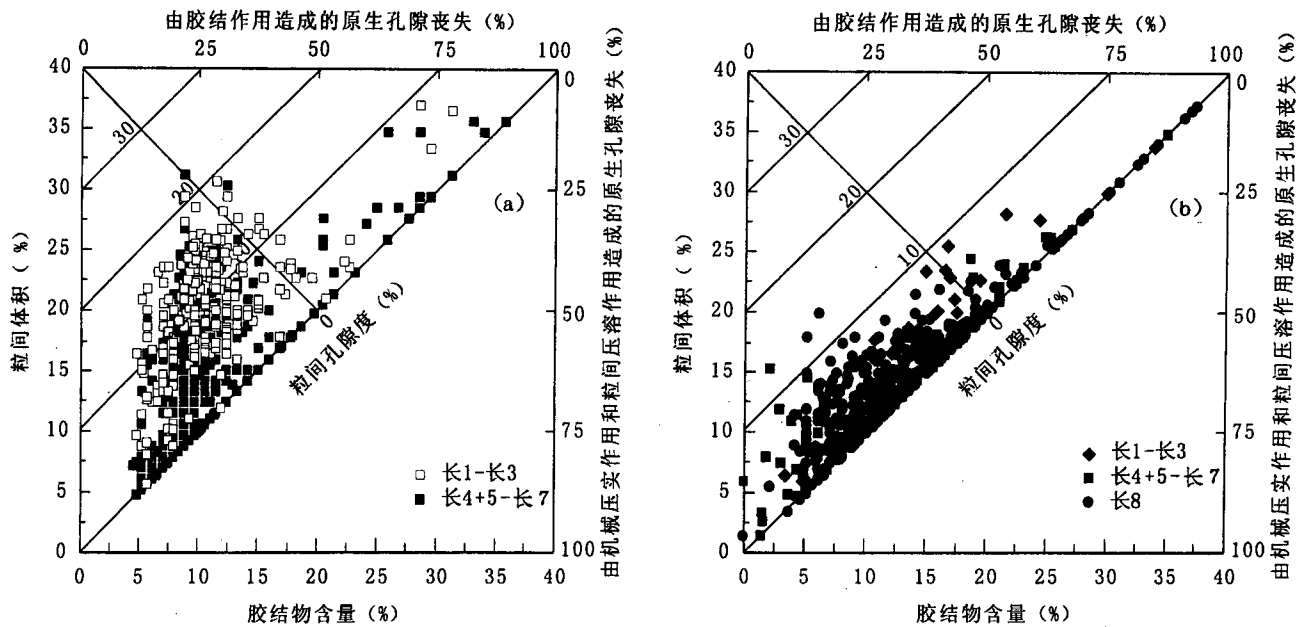 由胶结作用造成的原生孔隙丧失 (%)
0 25 50 75 100
40
35
30
25
20
15
10
5
0
粒间体积 ( %)
30
20
10
0
粒间孔隙度 (%)
(a)
□ 长1-长3
■ 长4+5-长7
0
25
50
75
100
由机械压实作用和粒间压溶作用造成的原生孔隙丧失 (%)
0 5 10 15 20 25 30 35 40
胶结物含量 (%)
由胶结作用造成的原生孔隙丧失 (%)
0 25 50 75 100
40
35
30
25
20
15
10
5
0
粒间体积 ( %)
30
20
10
0
粒间孔隙度 (%)
(b)
◆ 长1-长3
■ 长4+5-长7
● 长8
0
25
50
75
100
由机械压实作用和粒间压溶作用造成的原生孔隙丧失 (%)
0 5 10 15 20 25 30 35 40
胶结物含量 (%)